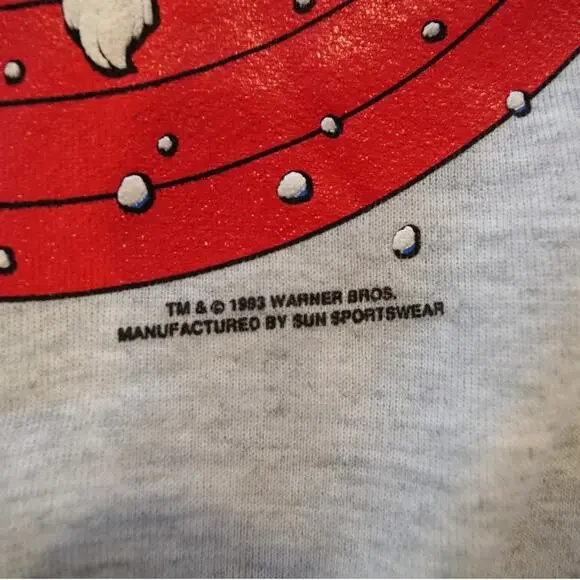 TM & © 1993 WARNER BROS.
MANUFACTURED BY SUN SPORTSWEAR